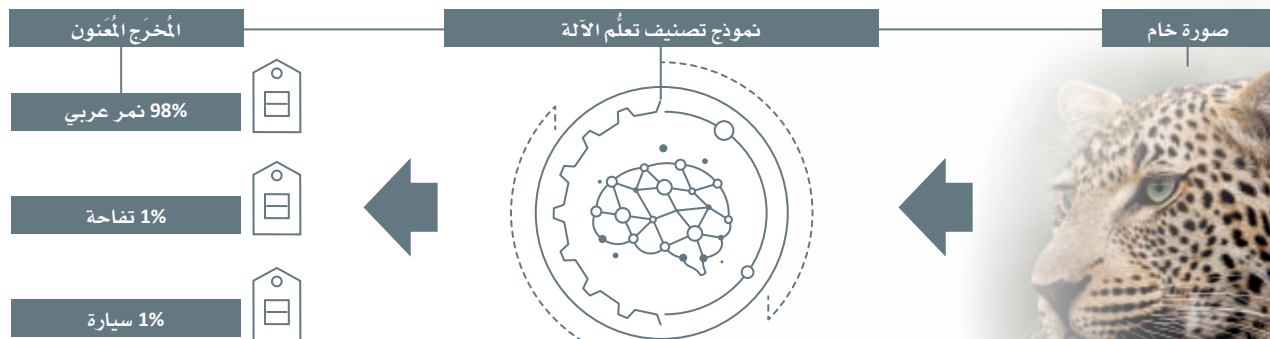 صورة خام
نموذج تصنيف تعلُّم الآلة
المُخرَج المُعَنون
98% نمر عربي
1% تفاحة
1% سيارة